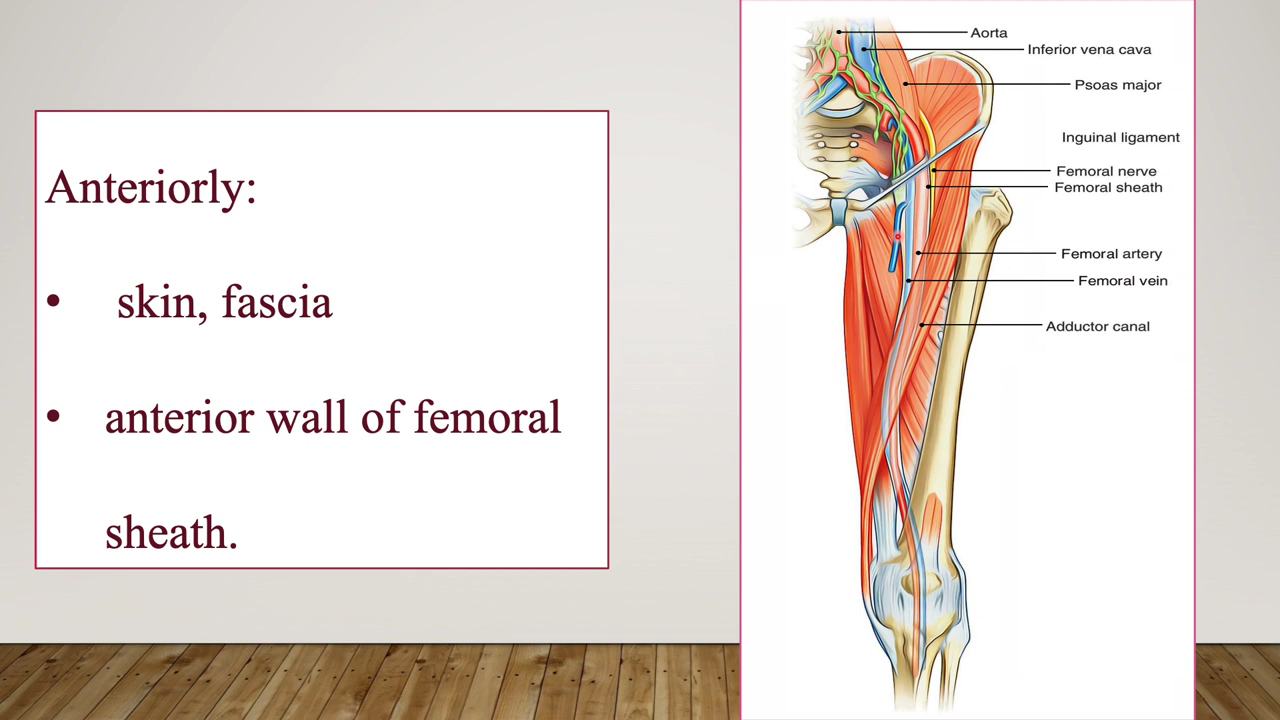 Anteriorly:
• skin, fascia
• anterior wall of femoral
sheath.
Aorta
Inferior vena cava
Psoas major
Inguinal ligament
Femoral nerve
Femoral sheath
Femoral artery
Femoral vein
Adductor canal